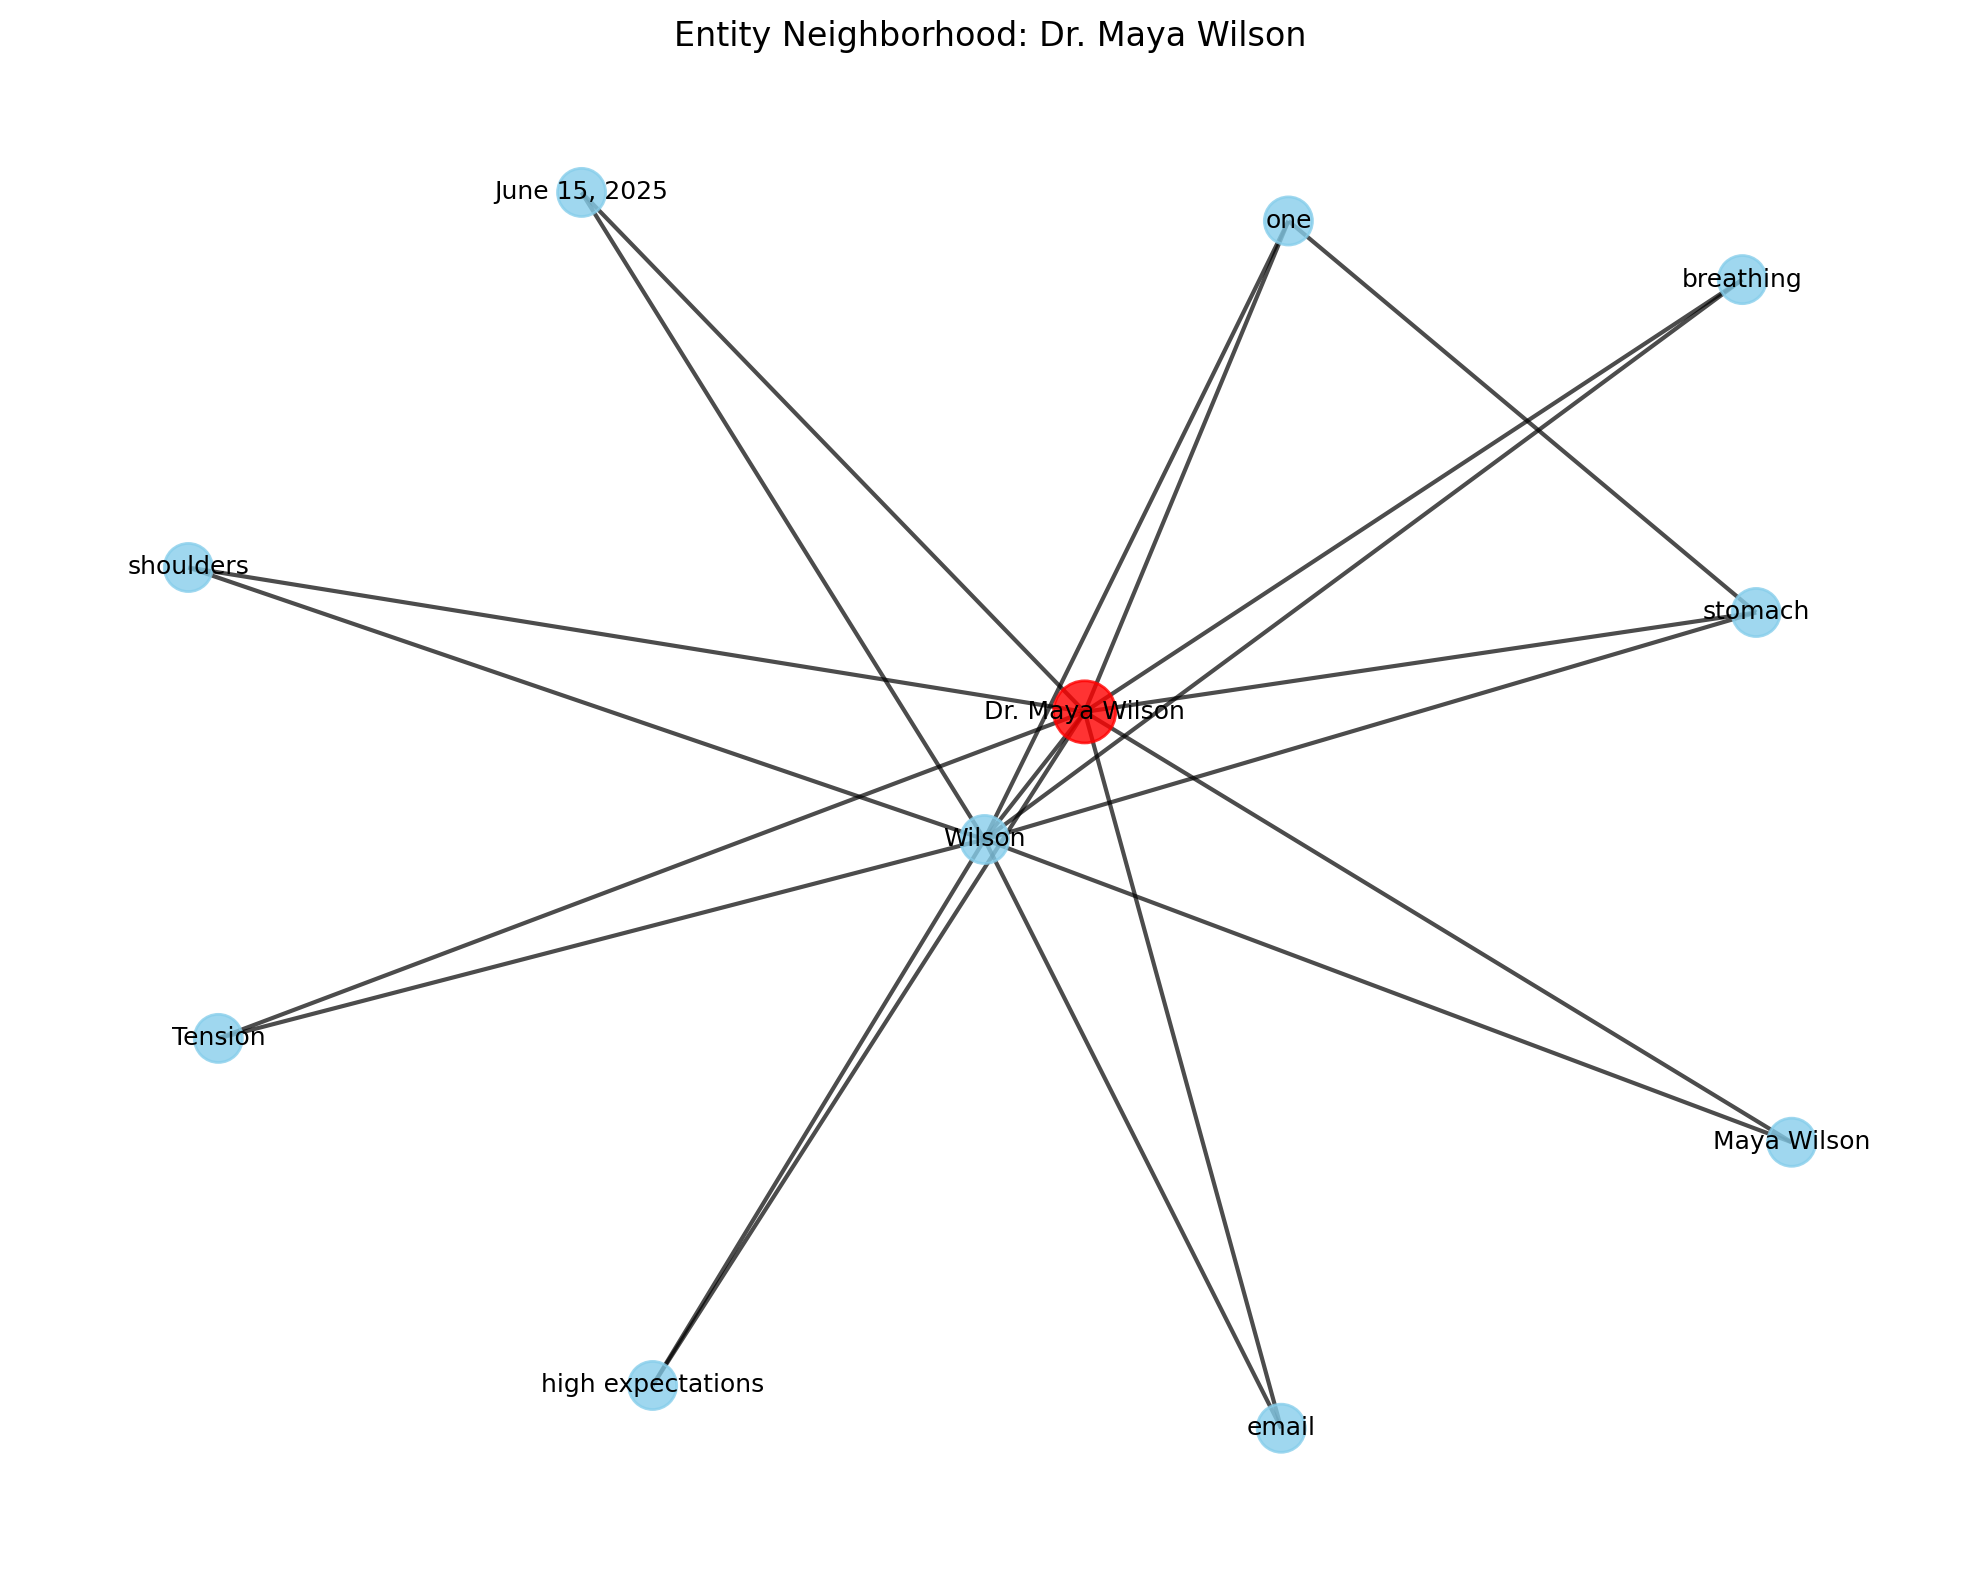 Entity Neighborhood: Dr. Maya Wilson
June 15, 2025
one
breathing
shoulders
stomach
Dr. Maya Wilson
Wilson
Tension
Maya Wilson
high expectations
email